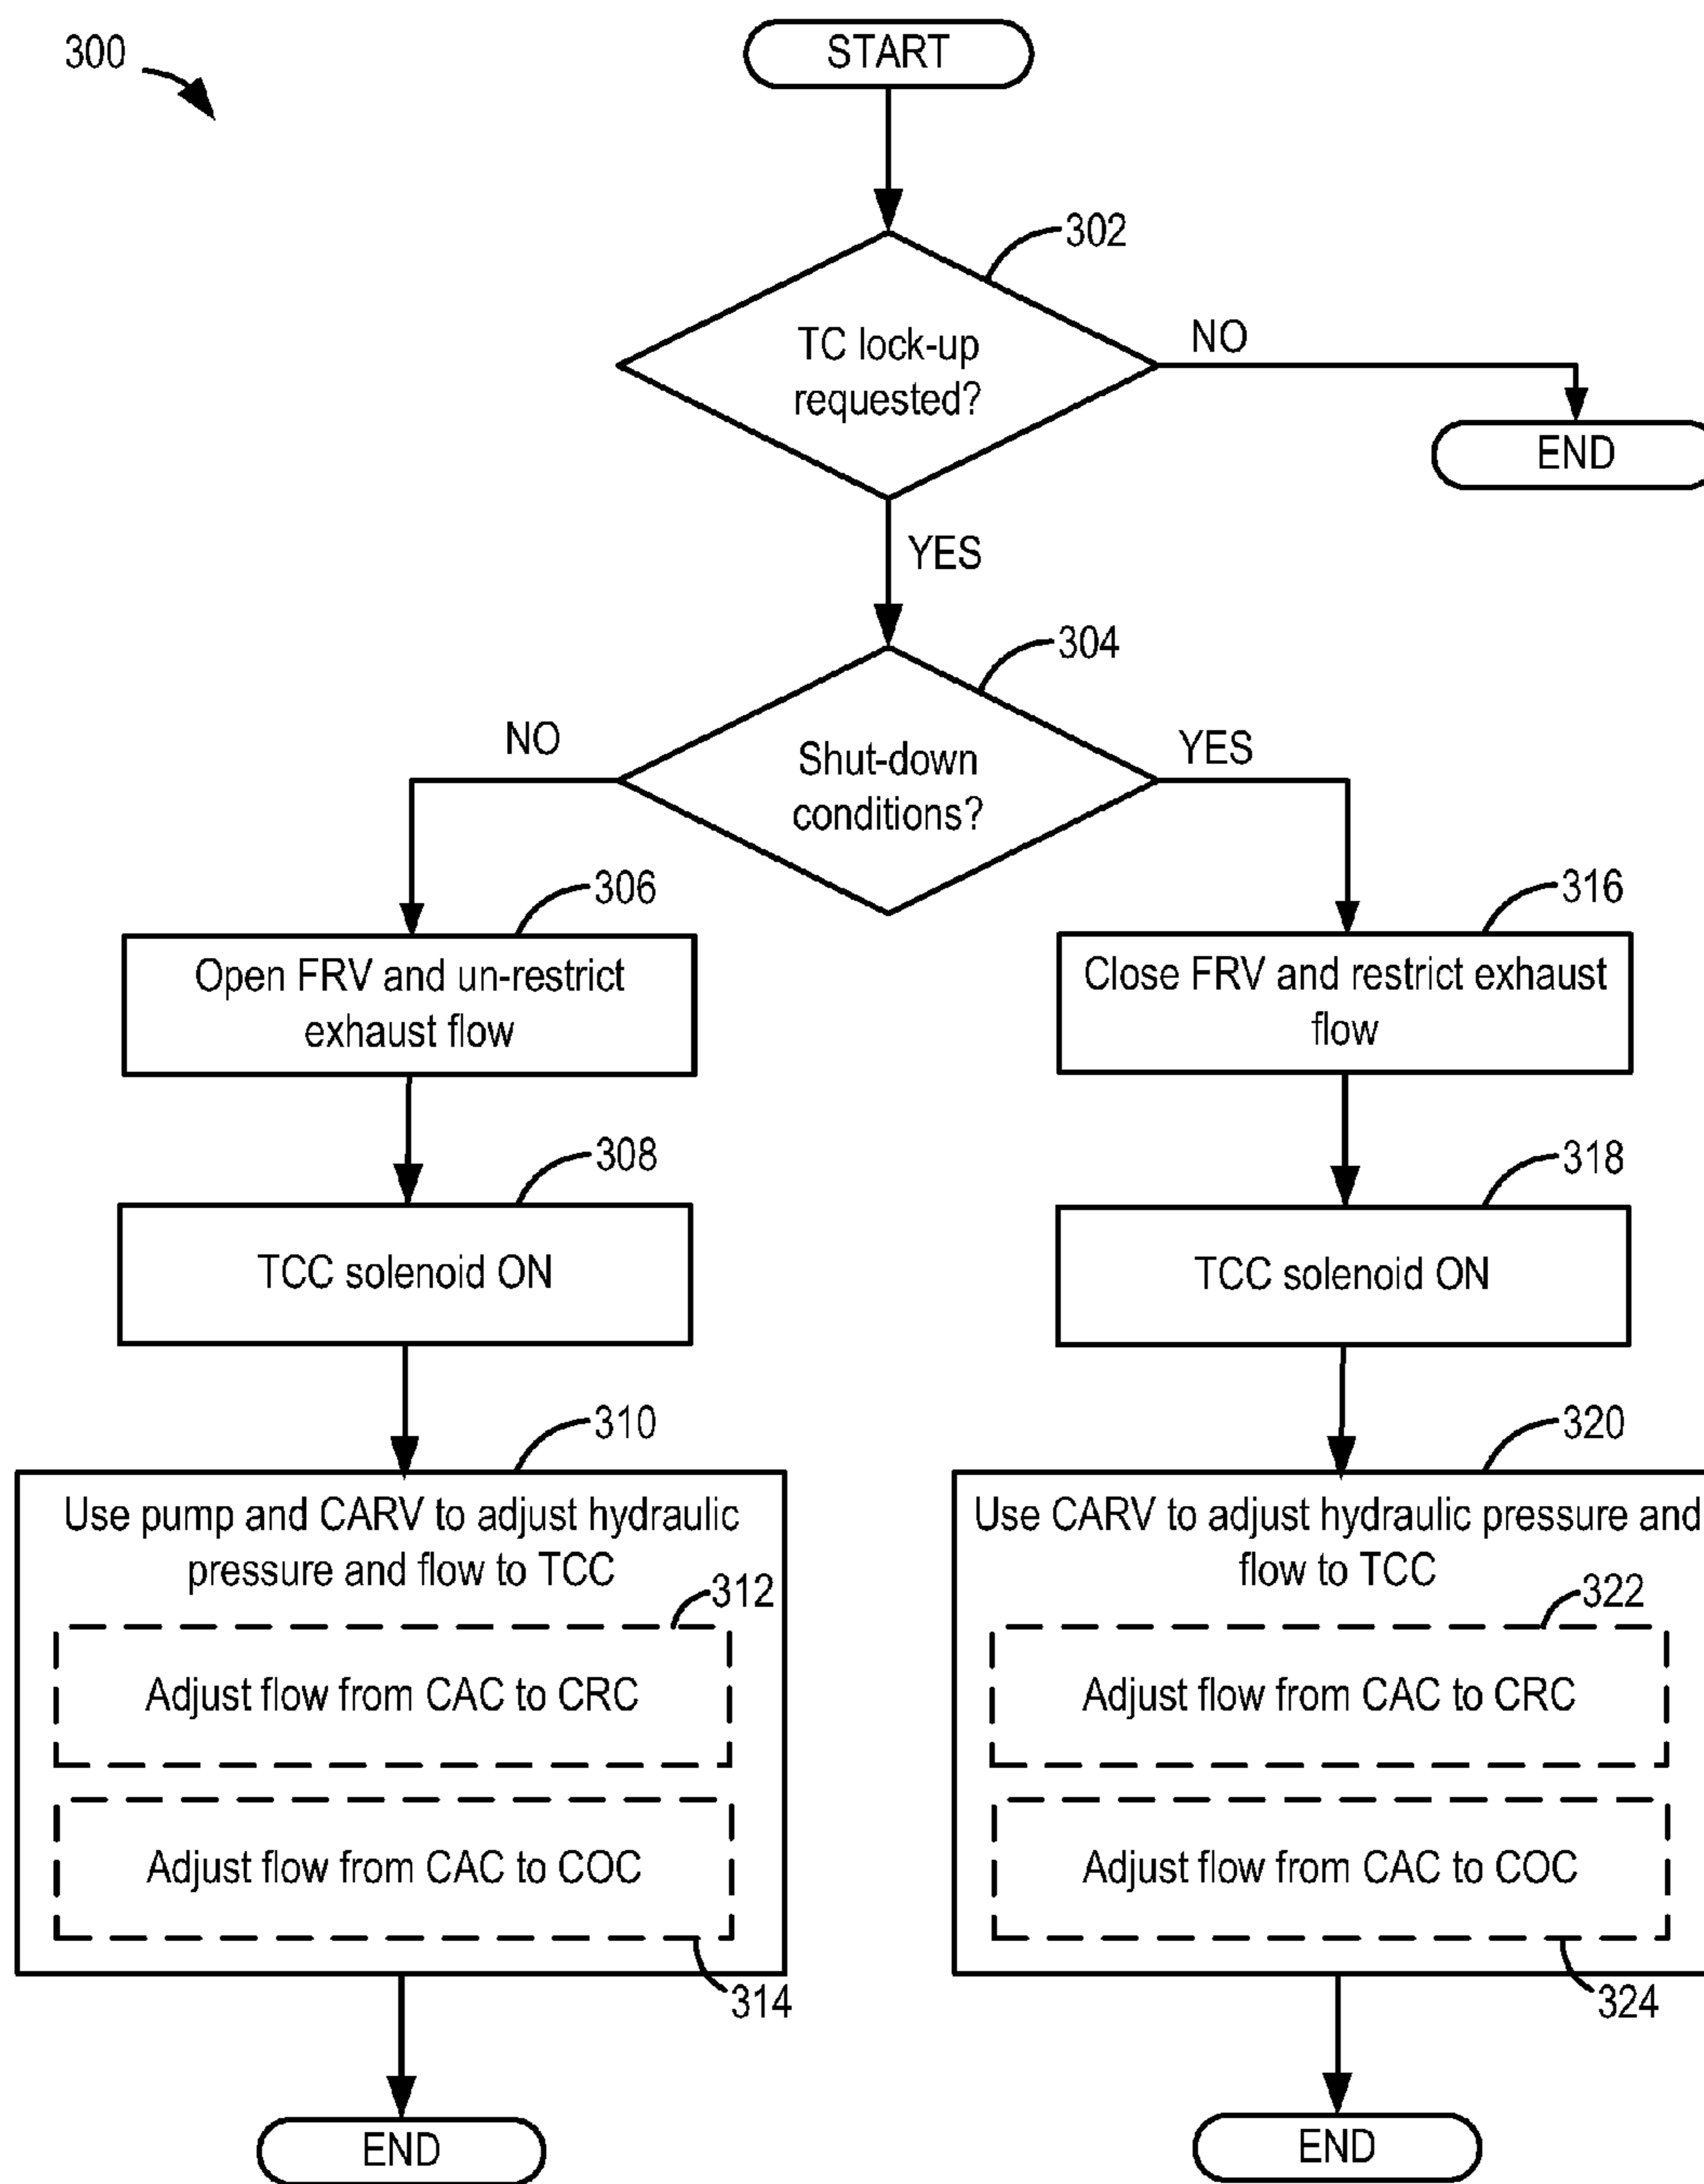 300
START
302
TC lock-up
requested?
NO
END
YES
304
Shut-down
conditions?
NO
YES
306
Open FRV and un-restrict
exhaust flow
316
Close FRV and restrict exhaust
flow
308
TCC solenoid ON
318
TCC solenoid ON
310
Use pump and CARV to adjust hydraulic
pressure and flow to TCC
312
Adjust flow from CAC to CRC
Adjust flow from CAC to COC
314
320
Use CARV to adjust hydraulic pressure and
flow to TCC
322
Adjust flow from CAC to CRC
Adjust flow from CAC to COC
324
END
END